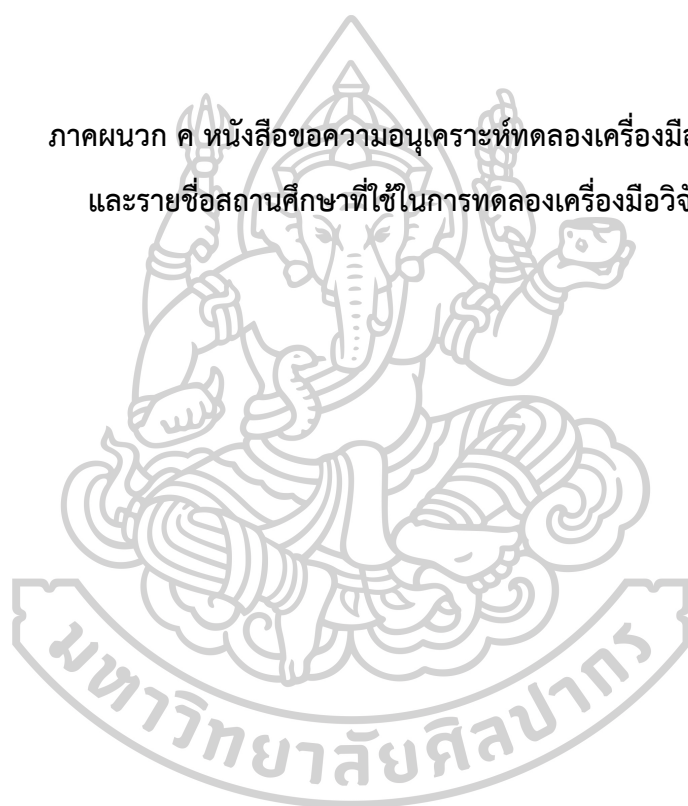 ภาคผนวก ค หนังสือขอความอนุเคราะห์ทดลองเครื่องมือ
และรายชื่อสถานศึกษาที่ใช้ในการทดลองเครื่องมือวิจั
มหาวิทยาลัยศิลปากร